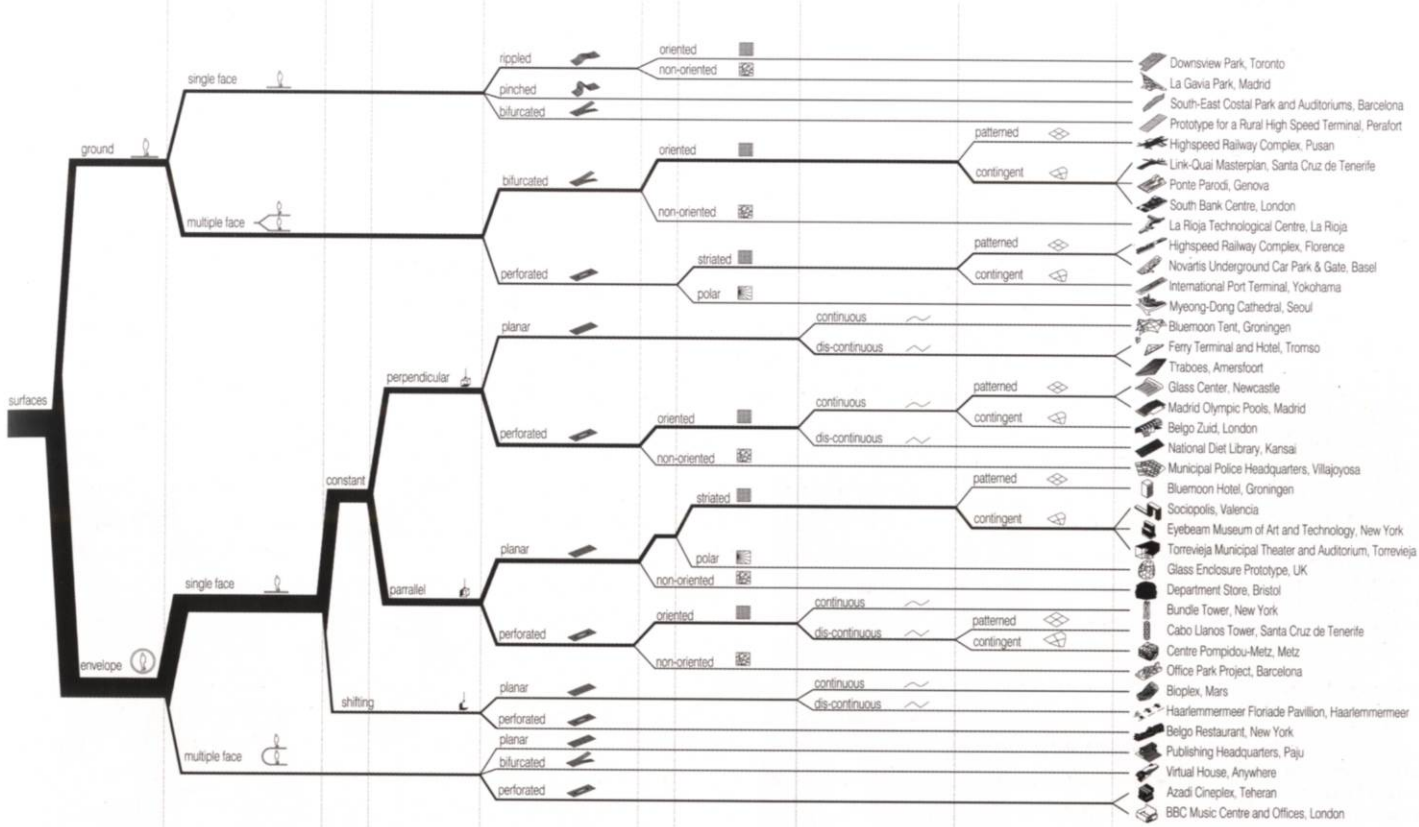 surfaces
ground
envelope
single face
multiple face
single face
multiple face
constant
shifting
perpendicular
parrallel
rippled
pinched
bifurcated
bifurcated
perforated
planar
perforated
planar
perforated
planar
perforated
planar
bifurcated
perforated
oriented
non-oriented
oriented
non-oriented
striated
polar
oriented
non-oriented
striated
polar
non-oriented
oriented
non-oriented
continuous
dis-continuous
continuous
dis-continuous
continuous
dis-continuous
continuous
dis-continuous
patterned
contingent
patterned
contingent
patterned
contingent
patterned
contingent
patterned
contingent
Downsview Park, Toronto
La Gavia Park, Madrid
South-East Costal Park and Auditoriums, Barcelona
Prototype for a Rural High Speed Terminal, Perafort
Highspeed Railway Complex, Pusan
Link-Quai Masterplan, Santa Cruz de Tenerife
Ponte Parodi, Genova
South Bank Centre, London
La Rioja Technological Centre, La Rioja
Highspeed Railway Complex, Florence
Novartis Underground Car Park & Gate, Basel
International Port Terminal, Yokohama
Myeong-Dong Cathedral, Seoul
Bluemoon Tent, Groningen
Ferry Terminal and Hotel, Tromso
T'raboes, Amersfoort
Glass Center, Newcastle
Madrid Olympic Pools, Madrid
Belgo Zuid, London
National Diet Library, Kansai
Municipal Police Headquarters, Villajoyosa
Bluemoon Hotel, Groningen
Sociopolis, Valencia
Eyebeam Museum of Art and Technology, New York
Torrevieja Municipal Theater and Auditorium, Torrevieja
Glass Enclosure Prototype, UK
Department Store, Bristol
Bundle Tower, New York
Cabo Llanos Tower, Santa Cruz de Tenerife
Centre Pompidou-Metz, Metz
Office Park Project, Barcelona
Bioplex, Mars
Haarlemmermeer Floriade Pavillion, Haarlemmermeer
Belgo Restaurant, New York
Publishing Headquarters, Paju
Virtual House, Anywhere
Azadi Cineplex, Teheran
BBC Music Centre and Offices, London